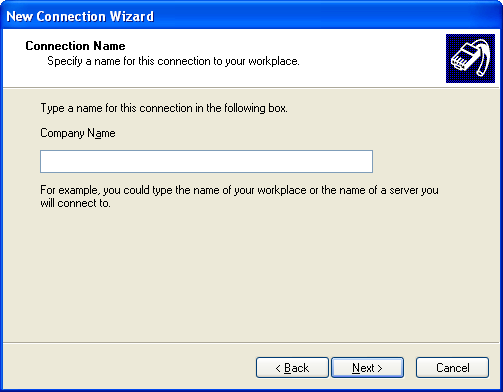 New Connection Wizard
Connection Name
Specify a name for this connection to your workplace.
Type a name for this connection in the following box.
Company Name
For example, you could type the name of your workplace or the name of a server you
will connect to.
< Back
Next >
Cancel